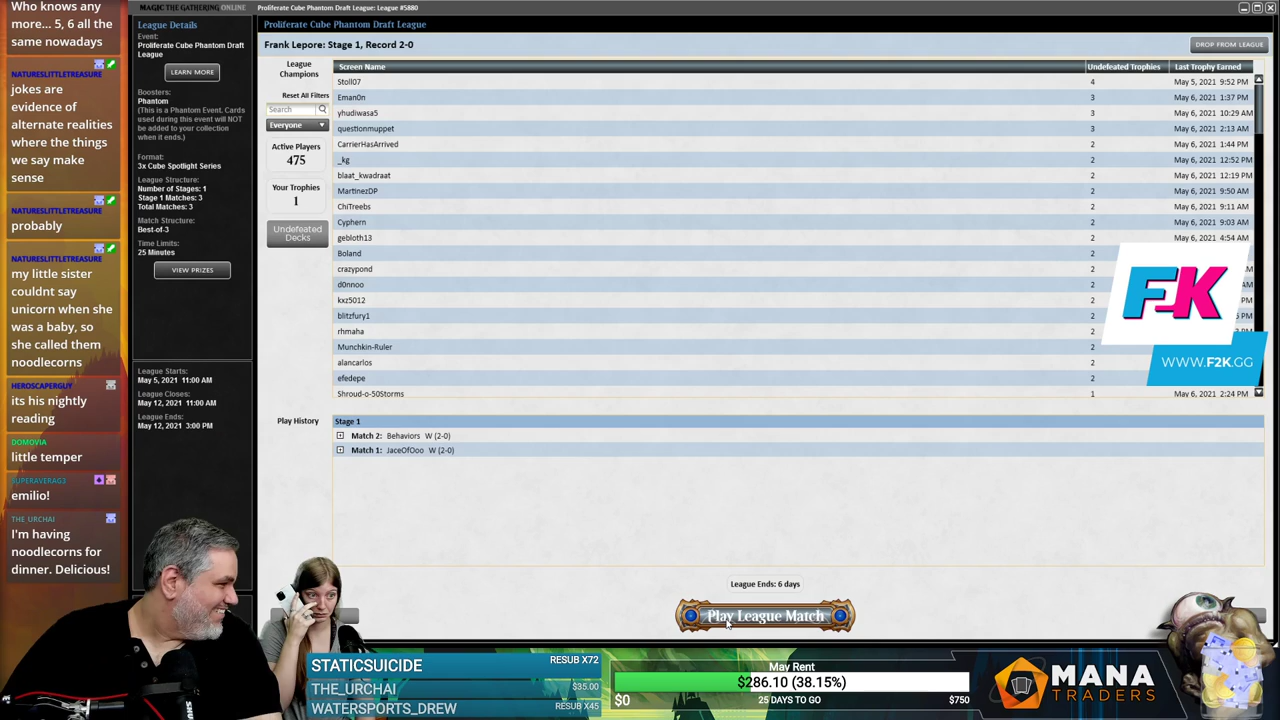 Who knows any
more... 5, 6 all the
same nowadays
NATURESLITTLETREASURE
jokes are
evidence of
alternate realities
where the things
we say make
sense
NATURESLITTLETREASURE
probably
NATURESLITTLETREASURE
my little sister
couldnt say
unicorn when she
was a baby, so
she called them
noodlecorns
HEROSCAPERGUY
its his nightly
reading
DOMOVIA
little temper
SUPERAVERAG3
emilio!
THE_URCHAI
I'm having
noodlecorns for
dinner. Delicious!
MAGIC THE GATHERING ONLINE
Proliferate Cube Phantom Draft League: League #5880
League Details
Event:
Proliferate Cube Phantom Draft
League
LEARN MORE
Boosters:
Phantom
(This is a Phantom Event. Cards
used during this event will NOT
be added to your collection
when it ends.)
Format:
3x Cube Spotlight Series
League Structure:
Number of Stages: 1
Stage 1 Matches: 3
Total Matches: 3
Match Structure:
Best-of-3
Time Limits:
25 Minutes
VIEW PRIZES
League Starts:
May 5, 2021 11:00 AM
League Closes:
May 12, 2021 11:00 AM
League Ends:
May 12, 2021 3:00 PM
Proliferate Cube Phantom Draft League
Frank Lepore: Stage 1, Record 2-0
DROP FROM LEAGUE
League
Champions
Reset All Filters
Search
Everyone
Active Players
475
Your Trophies
1
Undefeated
Decks
Screen Name Undefeated Trophies Last Trophy Earned
Stoll07 4 May 5, 2021 9:52 PM
Eman0n 3 May 6, 2021 1:37 PM
yhudiwasa5 3 May 6, 2021 10:29 AM
questionmuppet 3 May 6, 2021 2:13 AM
CarrierHasArrived 2 May 6, 2021 1:44 PM
_kg 2 May 6, 2021 12:52 PM
blaat_kwadraat 2 May 6, 2021 12:19 PM
MartinezDP 2 May 6, 2021 9:50 AM
ChiTreebs 2 May 6, 2021 9:11 AM
Cyphern 2 May 6, 2021 9:03 AM
gebloth13 2 May 6, 2021 4:54 AM
Boland 2
crazypond 2
d0nnoo 2
kxz5012 2 PM
blitzfury1 2 PM
rhmaha 2
Munchkin-Ruler 2
alancarlos 2
efedepe 2
Shroud-o-50Storms 1 May 6, 2021 2:24 PM
F2K
WWW.F2K.GG
Play History
Stage 1
Match 2: Behaviors W (2-0)
Match 1: JaceOfOoo W (2-0)
League Ends: 6 days
Play League Match
STATICSUICIDE RESUB X72
THE_URCHAI $35.00
WATERSPORTS_DREW RESUB X45
May Rent
$286.10 (38.15%)
$0 25 DAYS TO GO $750
MANA
TRADERS